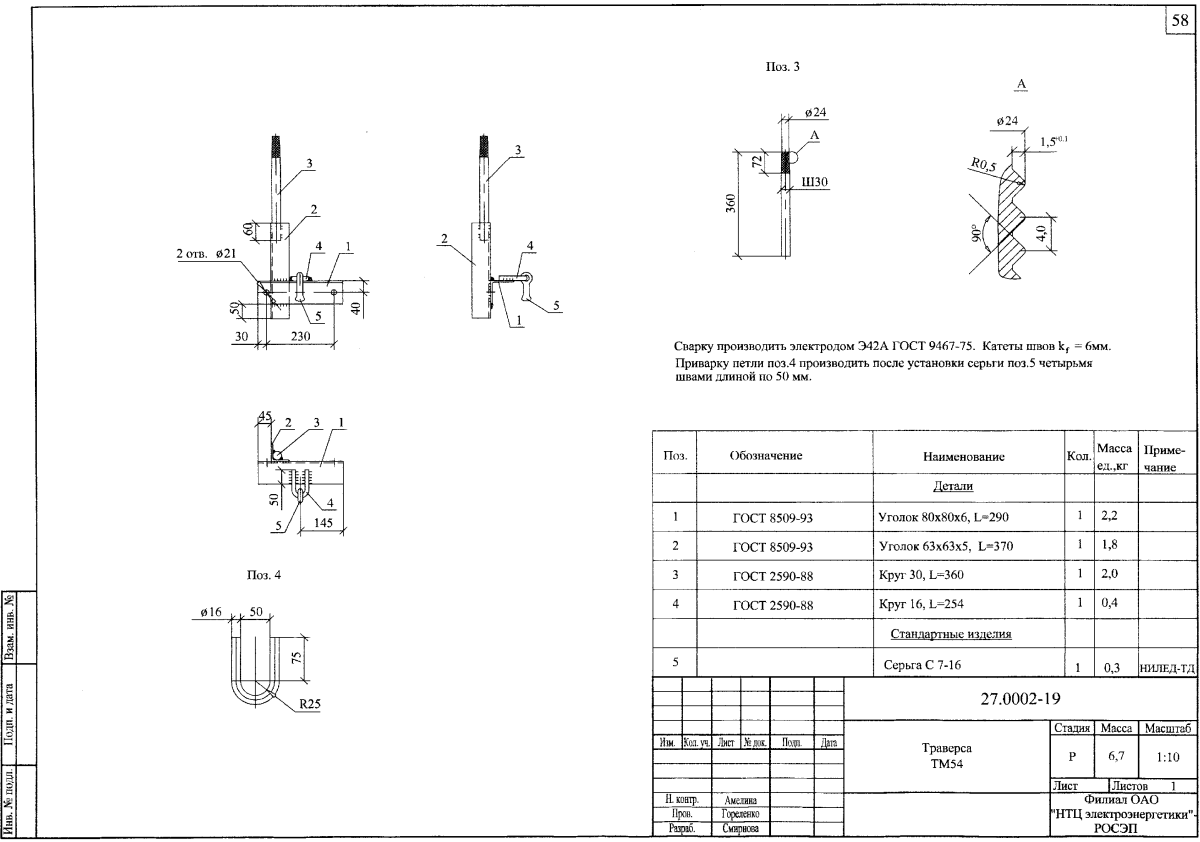 58
Поз. 3
A
ø24
A
72
360
Ш30
ø24
1,5+0.1
R0,5
90°
4,0
3
2
60
2 отв. ø21
4
1
50
5
40
30
230
3
2
4
5
1
45
2
3
1
50
4
5
145
Поз. 4
ø16
50
75
R25
Сварку производить электродом Э42А ГОСТ 9467-75. Катеты швов kf = 6мм.
Приварку петли поз.4 производить после установки серьги поз.5 четырьмя
швами длиной по 50 мм.
Поз. Обозначение Наименование Кол. Масса ед.,кг Приме-чание
Детали
1 ГОСТ 8509-93 Уголок 80х80х6, L=290 1 2,2
2 ГОСТ 8509-93 Уголок 63х63х5, L=370 1 1,8
3 ГОСТ 2590-88 Круг 30, L=360 1 2,0
4 ГОСТ 2590-88 Круг 16, L=254 1 0,4
Стандартные изделия
5 Серьга С 7-16 1 0,3 НИЛЕД-ТД
27.0002-19
Изм. Кол. уч. Лист № док. Подп. Дата
Траверса
ТМ54
Стадия Масса Масштаб
Р 6,7 1:10
Лист Листов 1
Н. контр. Амелина
Пров. Гореленко
Разраб. Смирнова
Филиал ОАО
"НТЦ электроэнергетики"-
РОСЭП
Взам. инв. №
Подп. и дата
Инв. № подл.